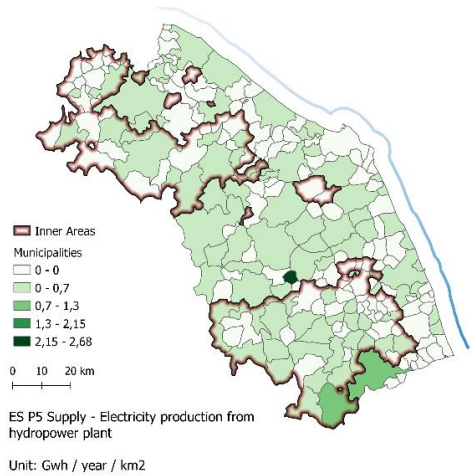 Inner Areas
Municipalities
0 - 0
0 - 0,7
0,7 - 1,3
1,3 - 2,15
2,15 - 2,68
0 10 20 km
ES P5 Supply - Electricity production from
hydropower plant
Unit: Gwh / year / km2